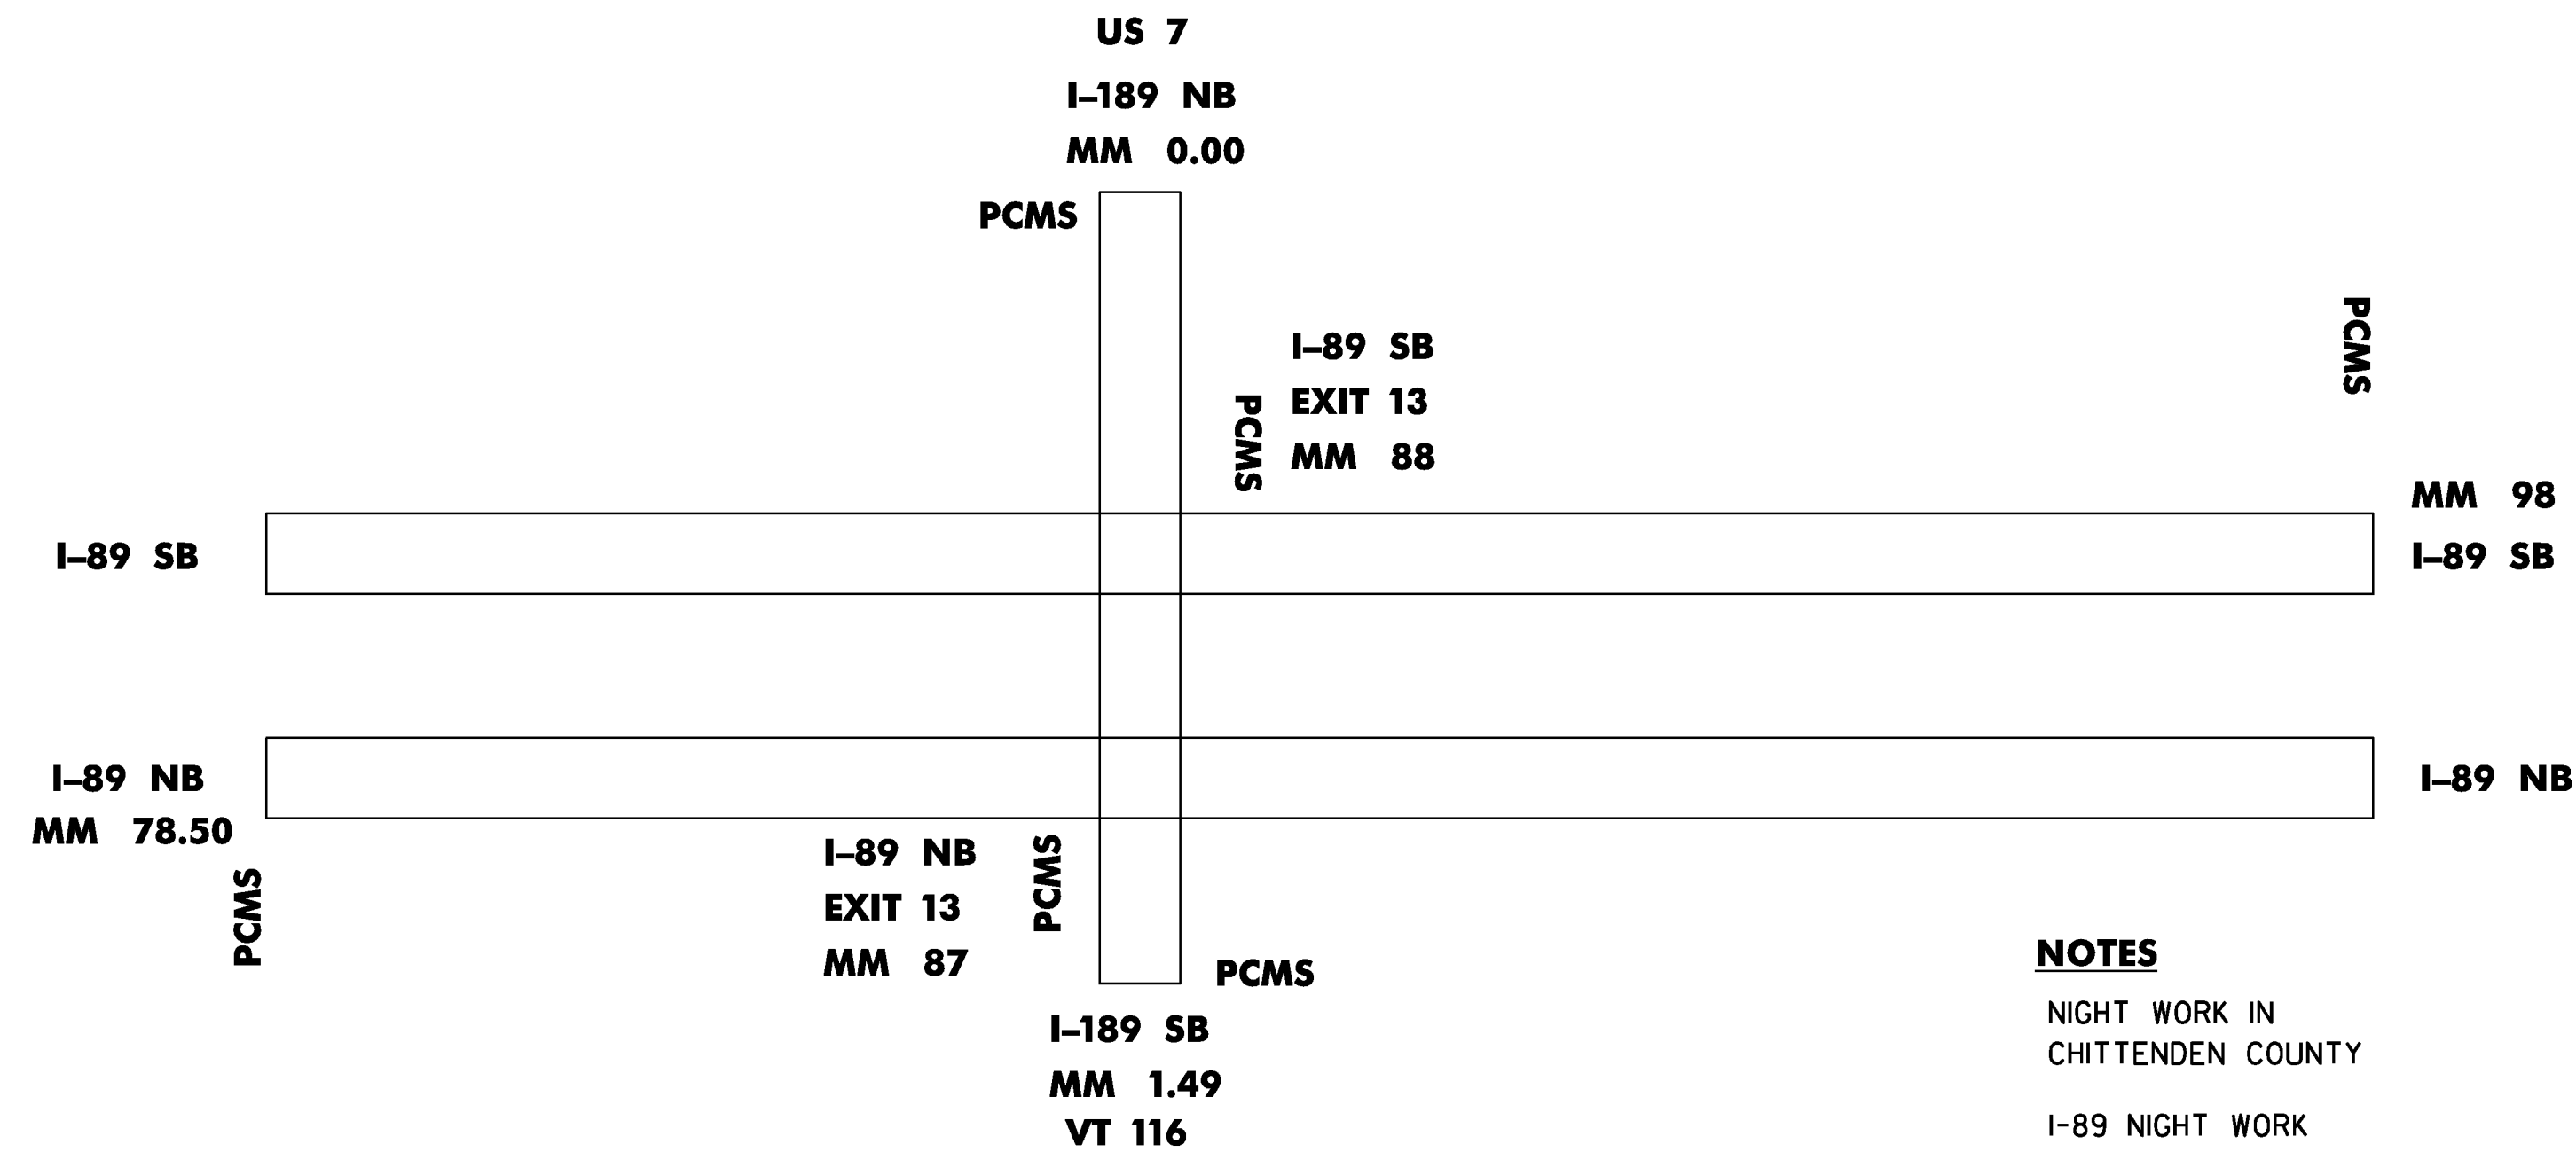 US 7
I–189 NB
MM 0.00
PCMS
I–89 SB
EXIT 13
MM 88
PCMS
PCMS
MM 98
I–89 SB
I–89 SB
I–89 NB
MM 78.50
PCMS
I–89 NB
EXIT 13
MM 87
PCMS
I–89 NB
PCMS
I–189 SB
MM 1.49
VT 116
NOTES
NIGHT WORK IN
CHITTENDEN COUNTY
I-89 NIGHT WORK